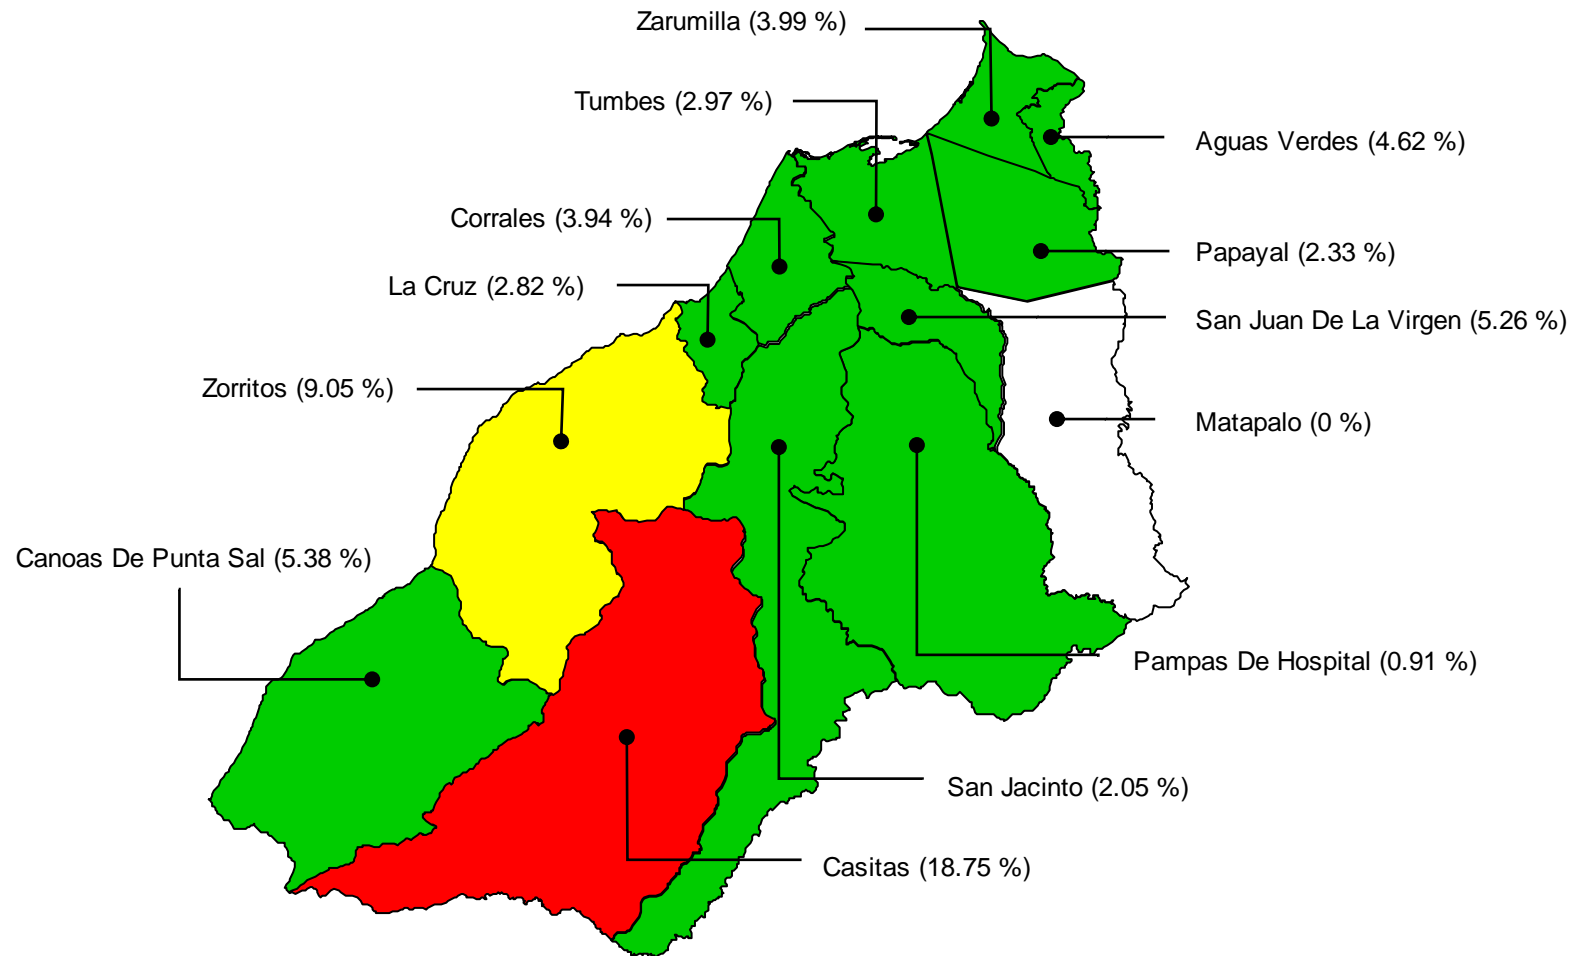 Zarumilla (3.99 %)
Tumbes (2.97 %)
Aguas Verdes (4.62 %)
Corrales (3.94 %)
Papayal (2.33 %)
La Cruz (2.82 %)
San Juan De La Virgen (5.26 %)
Zorritos (9.05 %)
Matapalo (0 %)
Canoas De Punta Sal (5.38 %)
Pampas De Hospital (0.91 %)
San Jacinto (2.05 %)
Casitas (18.75 %)